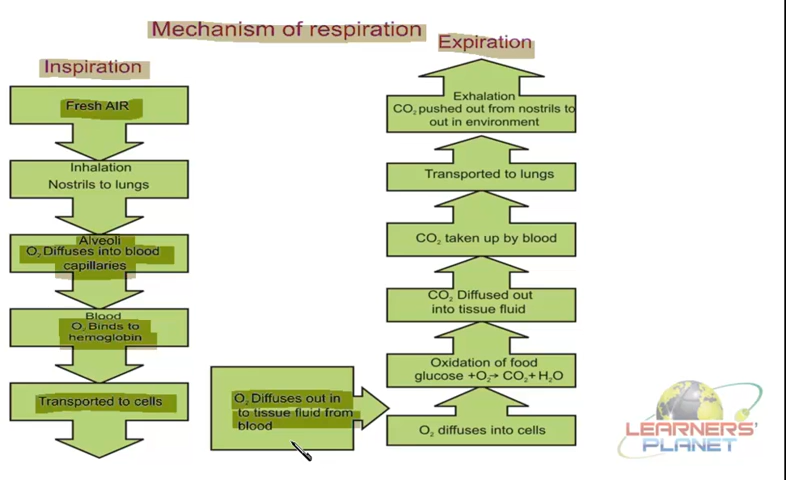 Mechanism of respiration
Inspiration
Fresh AIR
Inhalation
Nostrils to lungs
Alveoli
O₂ Diffuses into blood
capillaries
Blood
O₂ Binds to
hemoglobin
Transported to cells
O₂ Diffuses out in
to tissue fluid from
blood
Expiration
Exhalation
CO₂ pushed out from nostrils to
out in environment
Transported to lungs
CO₂ taken up by blood
CO₂ Diffused out
into tissue fluid
Oxidation of food
glucose +O₂→ CO₂+ H₂O
O₂ diffuses into cells
LEARNERS'
PLANET